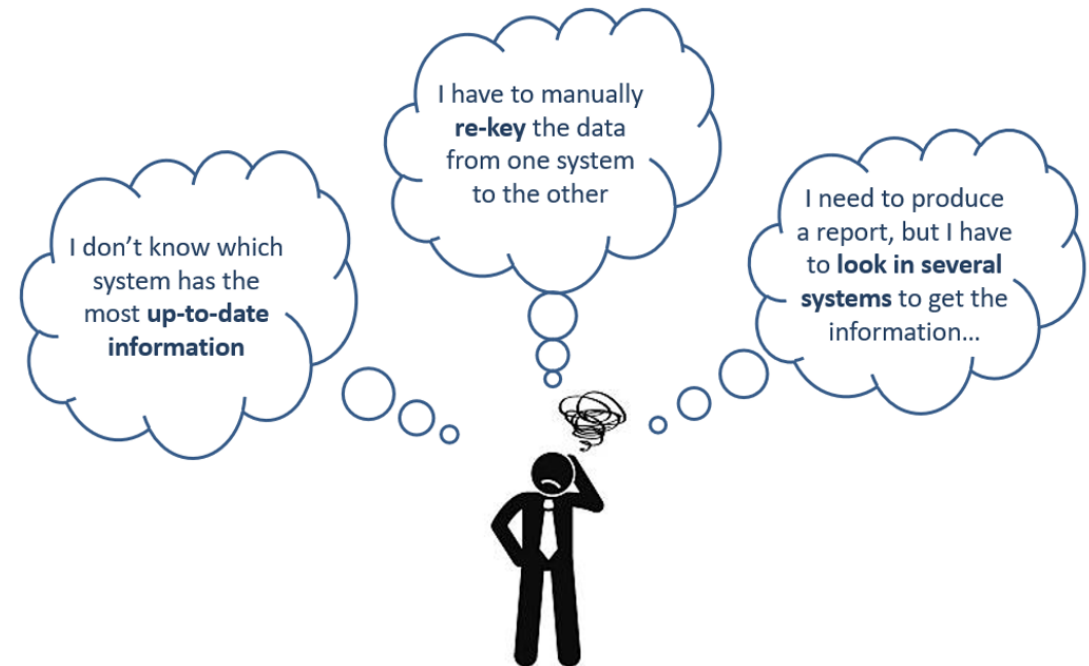 I don’t know which
system has the
most up-to-date
information
I have to manually
re-key the data
from one system
to the other
I need to produce
a report, but I have
to look in several
systems to get the
information...